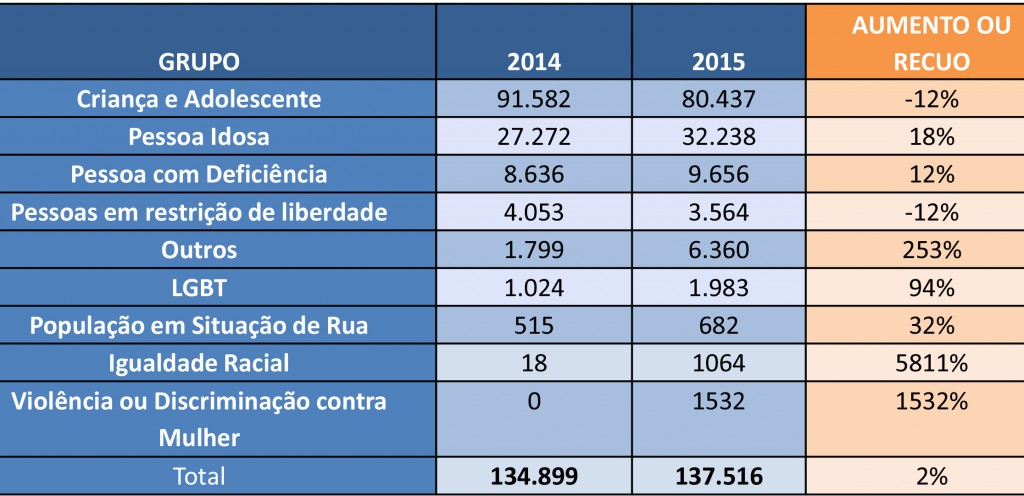 GRUPO 2014 2015 AUMENTO OU RECUO
Criança e Adolescente 91.582 80.437 -12%
Pessoa Idosa 27.272 32.238 18%
Pessoa com Deficiência 8.636 9.656 12%
Pessoas em restrição de liberdade 4.053 3.564 -12%
Outros 1.799 6.360 253%
LGBT 1.024 1.983 94%
População em Situação de Rua 515 682 32%
Igualdade Racial 18 1064 5811%
Violência ou Discriminação contra Mulher 0 1532 1532%
Total 134.899 137.516 2%